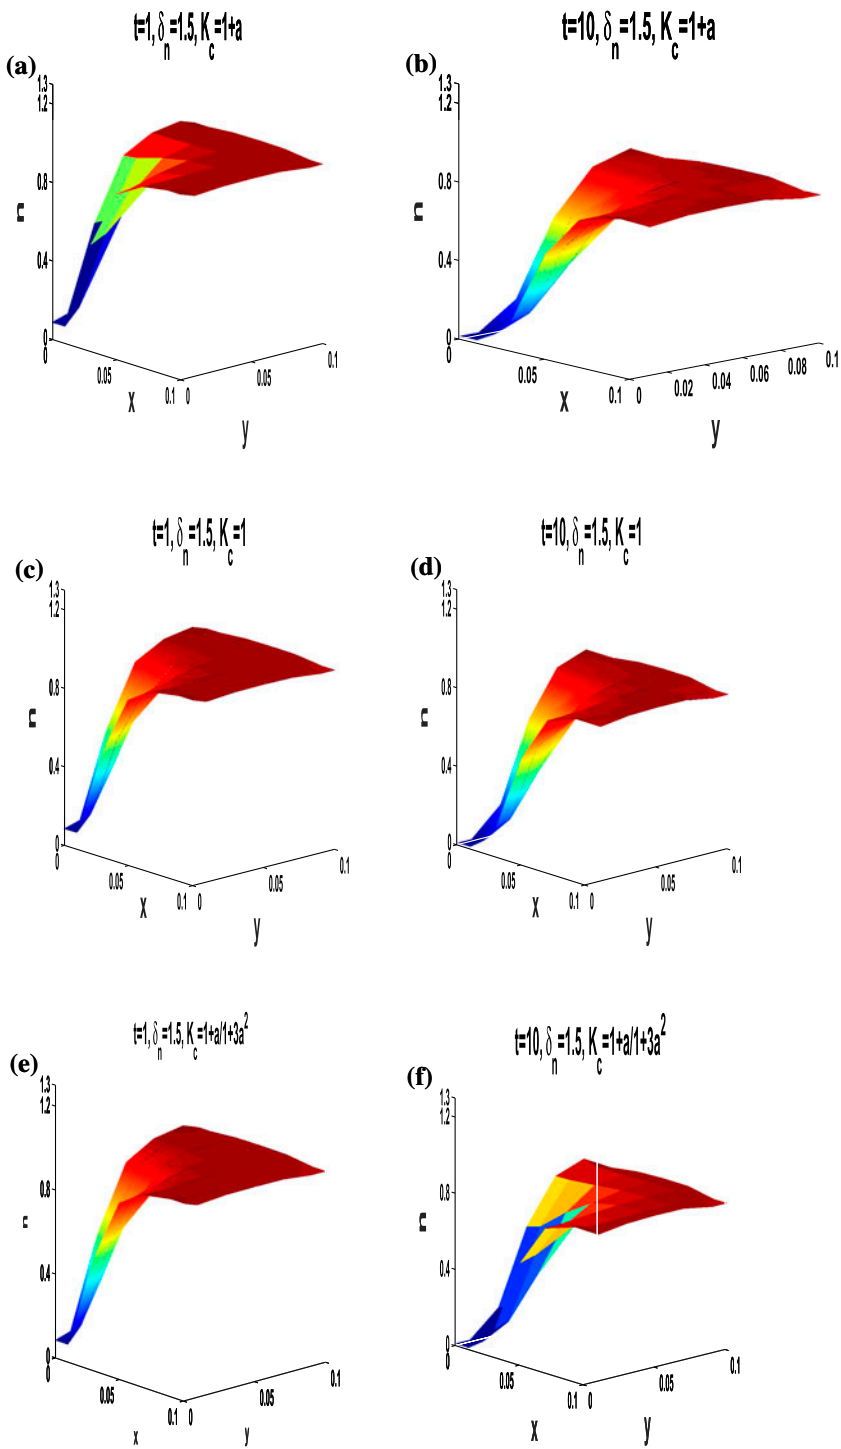 t=1, δn=1.5, Kc=1+a
(a)
1.3
1.2
0.8
0.4
0
n
0
0.05
0.1
x
0
0.05
0.1
y
t=10, δn=1.5, Kc=1+a
(b)
1.3
1.2
0.8
0.4
0
n
0.05
0.1
x
0
0.02
0.04
0.06
0.08
0.1
y
t=1, δn=1.5, Kc=1
(c)
1.3
1.2
0.8
0.4
0
n
0
0.05
0.1
x
0
0.05
0.1
y
t=10, δn=1.5, Kc=1
(d)
1.3
1.2
0.8
0.4
0
n
0
0.05
0.1
x
0
0.05
0.1
y
t=1, δn=1.5, Kc=1+a/1+3a²
(e)
1.3
1.2
0.8
0.4
0
n
0
0.05
0.1
x
0
0.05
0.1
y
t=10, δn=1.5, Kc=1+a/1+3a²
(f)
1.3
1.2
0.8
0.4
0
n
0
0.05
0.1
x
0
0.05
0.1
y